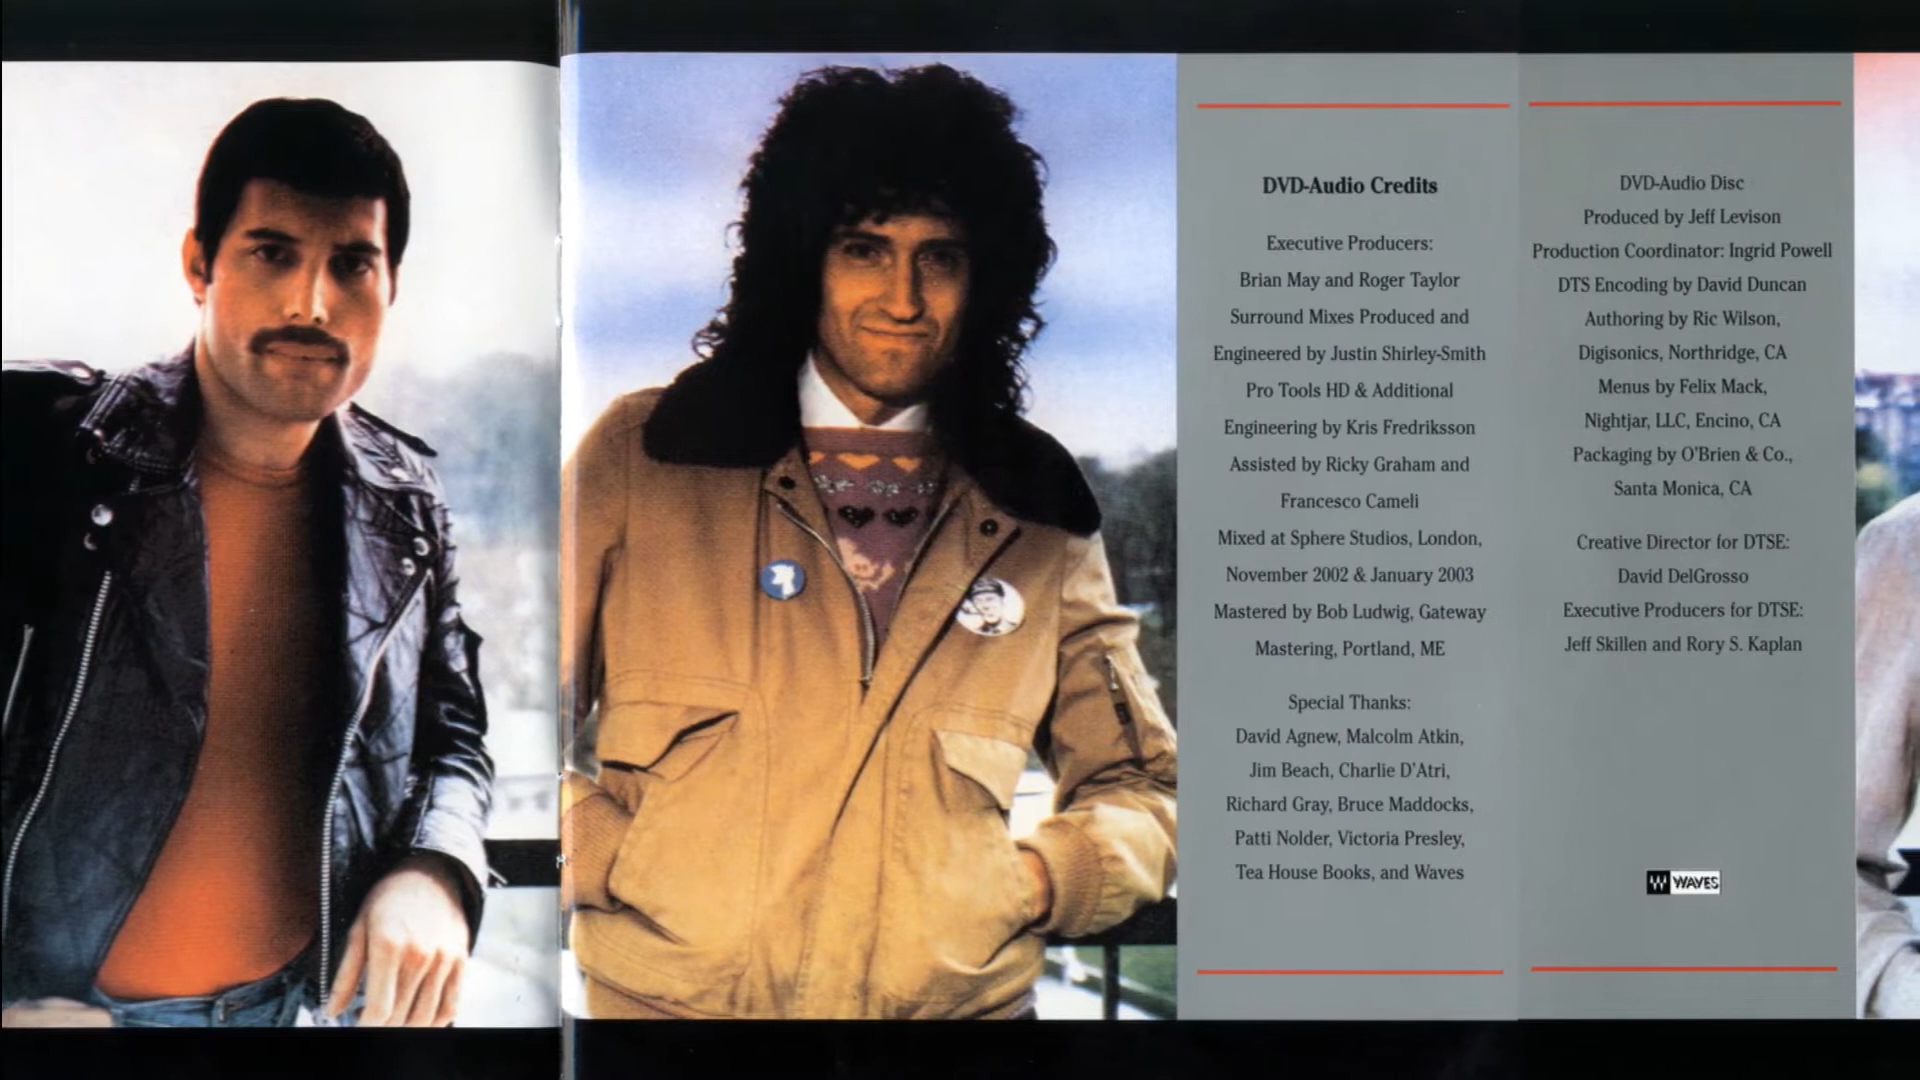 DVD-Audio Credits
Executive Producers:
Brian May and Roger Taylor
Surround Mixes Produced and
Engineered by Justin Shirley-Smith
Pro Tools HD & Additional
Engineering by Kris Fredriksson
Assisted by Ricky Graham and
Francesco Cameli
Mixed at Sphere Studios, London,
November 2002 & January 2003
Mastered by Bob Ludwig, Gateway
Mastering, Portland, ME
Special Thanks:
David Agnew, Malcolm Atkin,
Jim Beach, Charlie D'Atri,
Richard Gray, Bruce Maddocks,
Patti Nolder, Victoria Presley,
Tea House Books, and Waves
DVD-Audio Disc
Produced by Jeff Levison
Production Coordinator: Ingrid Powell
DTS Encoding by David Duncan
Authoring by Ric Wilson,
Digisonics, Northridge, CA
Menus by Felix Mack,
Nightjar, LLC, Encino, CA
Packaging by O'Brien & Co.,
Santa Monica, CA
Creative Director for DTSE:
David DelGrosso
Executive Producers for DTSE:
Jeff Skillen and Rory S. Kaplan
WAVES